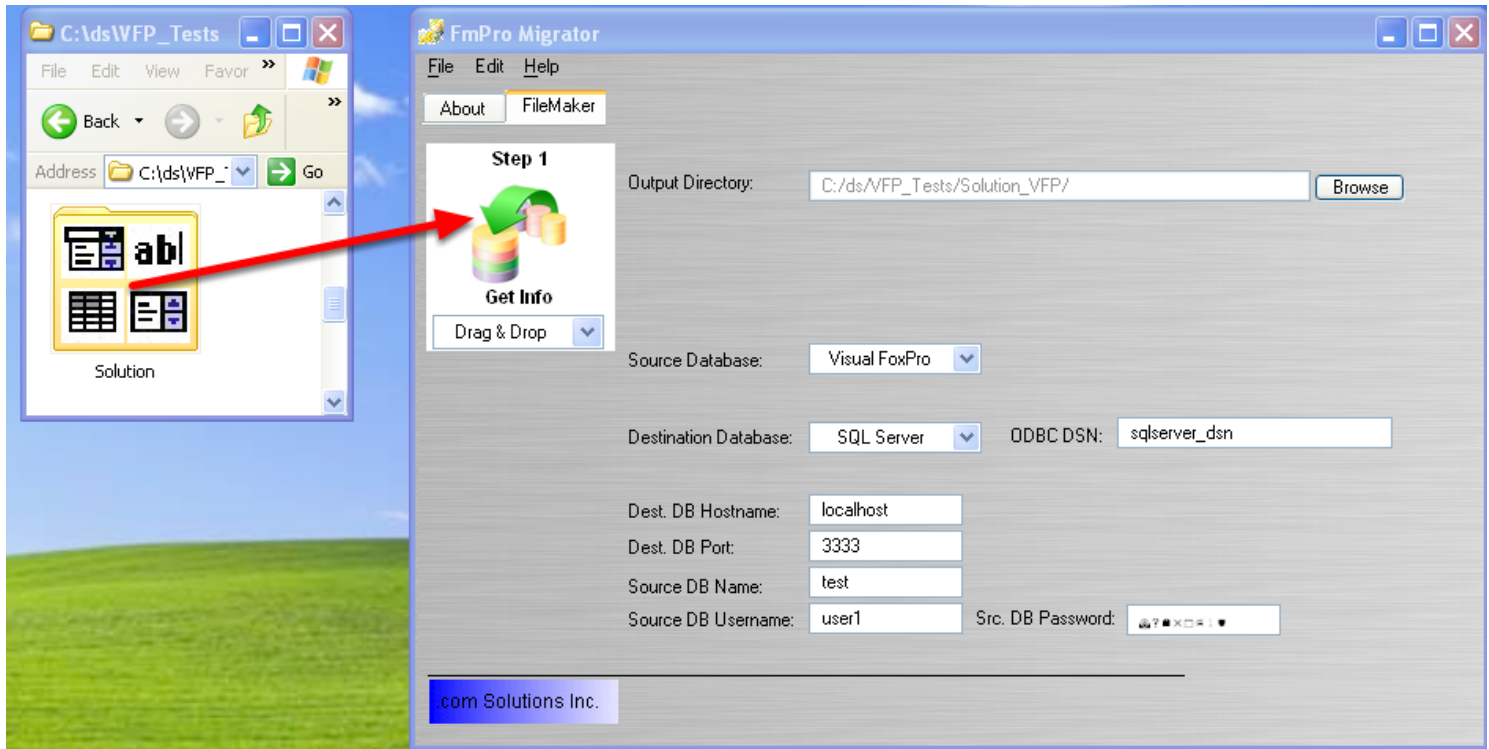 C:\ds\VFP_Tests
File Edit View Favor »
Back »
Address C:\ds\VFP_ Go
abl
Solution
FmPro Migrator
File Edit Help
About FileMaker
Step 1
Get Info
Drag & Drop
Output Directory: C:/ds/VFP_Tests/Solution_VFP/ Browse
Source Database: Visual FoxPro
Destination Database: SQL Server ODBC DSN: sqlserver_dsn
Dest. DB Hostname: localhost
Dest. DB Port: 3333
Source DB Name: test
Source DB Username: user1 Src. DB Password:
.com Solutions Inc.